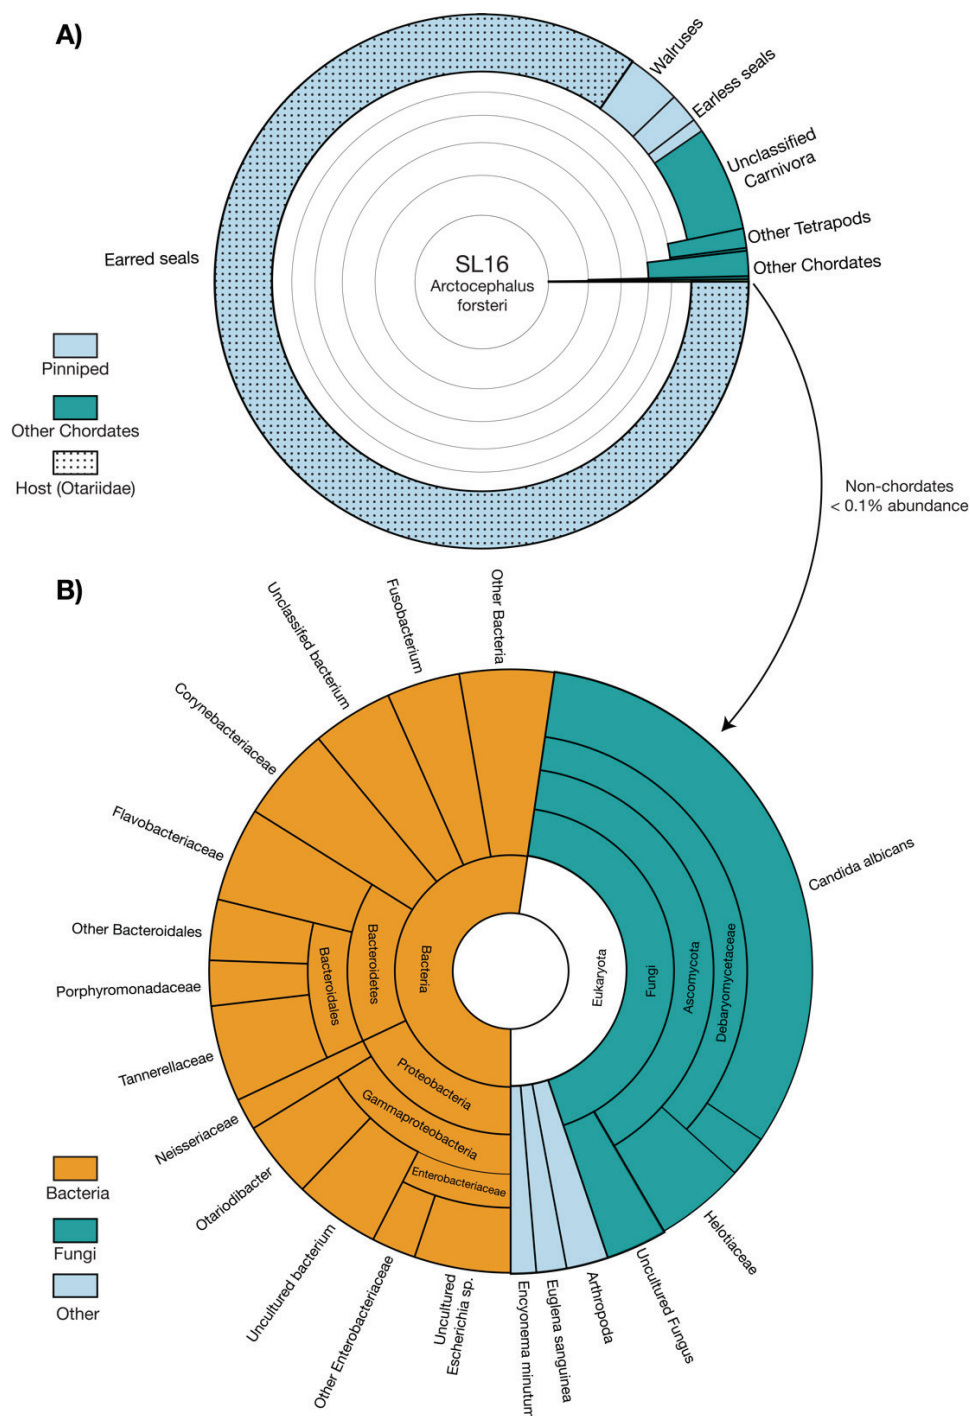 A)
Walruses
Earless seals
Unclassified
Carnivora
Other Tetrapods
Other Chordates
Earred seals
SL16
Arctocephalus
forsteri
Pinniped
Other Chordates
Host (Otariidae)
Non-chordates
< 0.1% abundance
B)
Other Bacteria
Fusobacterium
Unclassifed bacterium
Corynebacteriaceae
Flavobacteriaceae
Other Bacteroidales
Porphyromonadaceae
Tannerellaceae
Neisseriaceae
Otariodibacter
Uncultured bacterium
Other Enterobacteriaceae
Uncultured
Escherichia sp.
Encyonema minutum
Euglena sanguinea
Arthropoda
Uncultured Fungus
Helotiaceae
Candida albicans
Bacteria
Bacteroidetes
Bacteroidales
Proteobacteria
Gammaproteobacteria
Enterobacteriaceae
Eukaryota
Fungi
Ascomycota
Debaryomycetaceae
Bacteria
Fungi
Other